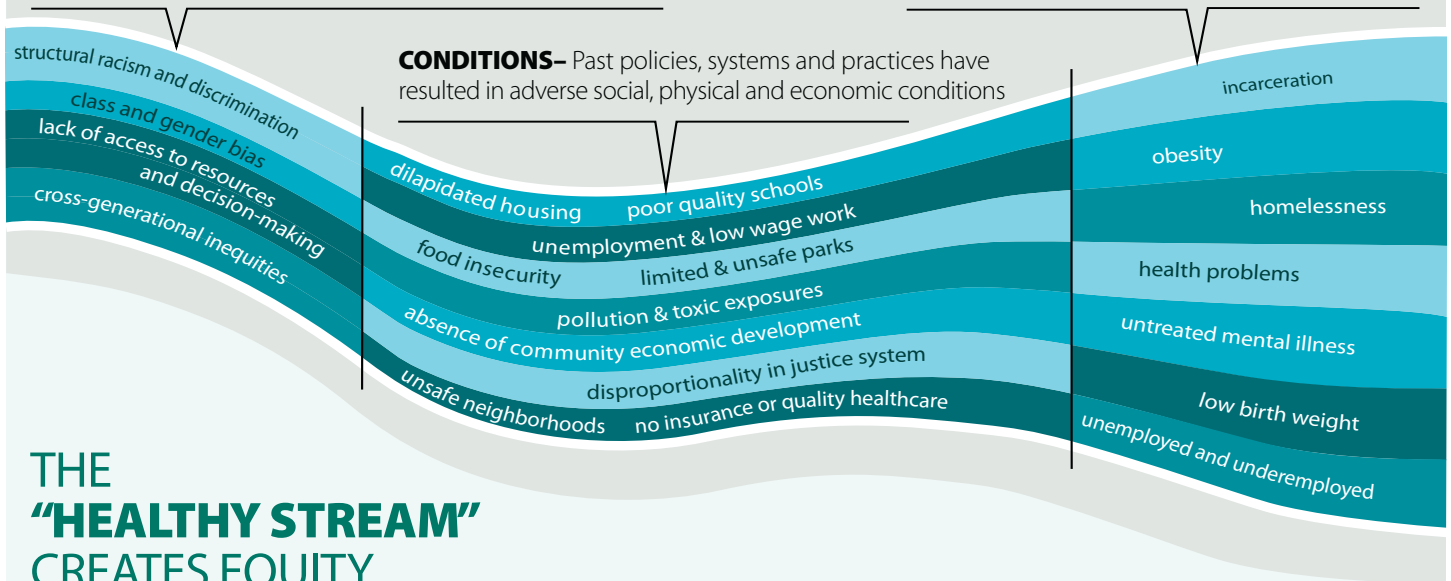 CONDITIONS– Past policies, systems and practices have
resulted in adverse social, physical and economic conditions
structural racism and discrimination
class and gender bias
lack of access to resources
and decision-making
cross-generational inequities
dilapidated housing
poor quality schools
unemployment & low wage work
food insecurity
limited & unsafe parks
pollution & toxic exposures
absence of community economic development
disproportionality in justice system
unsafe neighborhoods
no insurance or quality healthcare
incarceration
obesity
homelessness
health problems
untreated mental illness
low birth weight
unemployed and underemployed
THE
“HEALTHY STREAM”
CREATES EQUITY